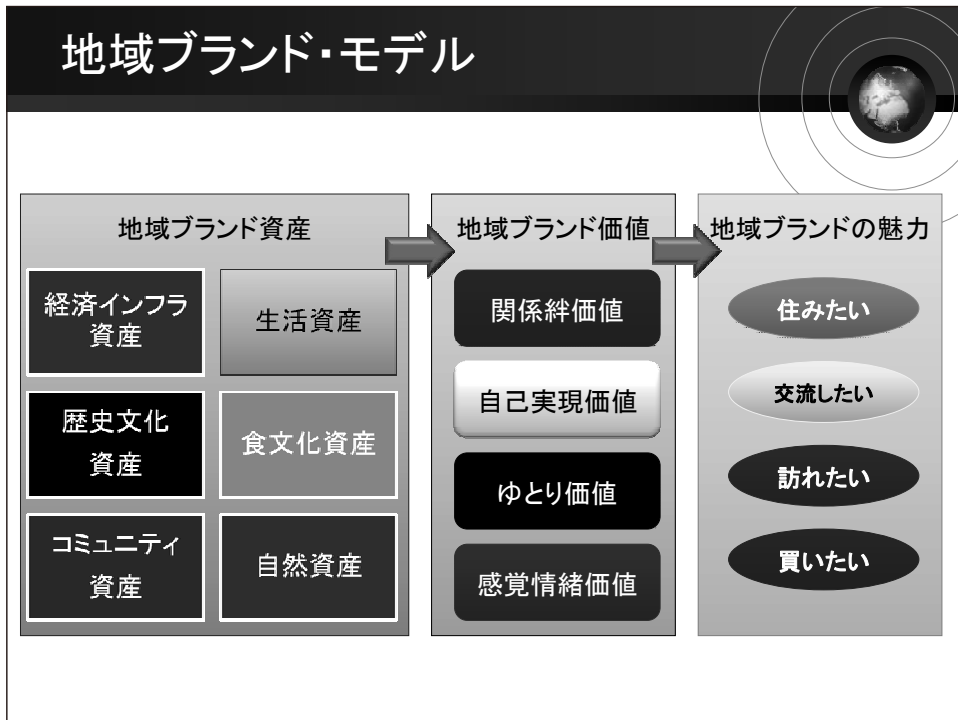 地域ブランド・モデル
地域ブランド資産
経済インフラ
資産
生活資産
歴史文化
資産
食文化資産
コミュニティ
資産
自然資産
地域ブランド価値
関係絆価値
自己実現価値
ゆとり価値
感覚情緒価値
地域ブランドの魅力
住みたい
交流したい
訪れたい
買いたい